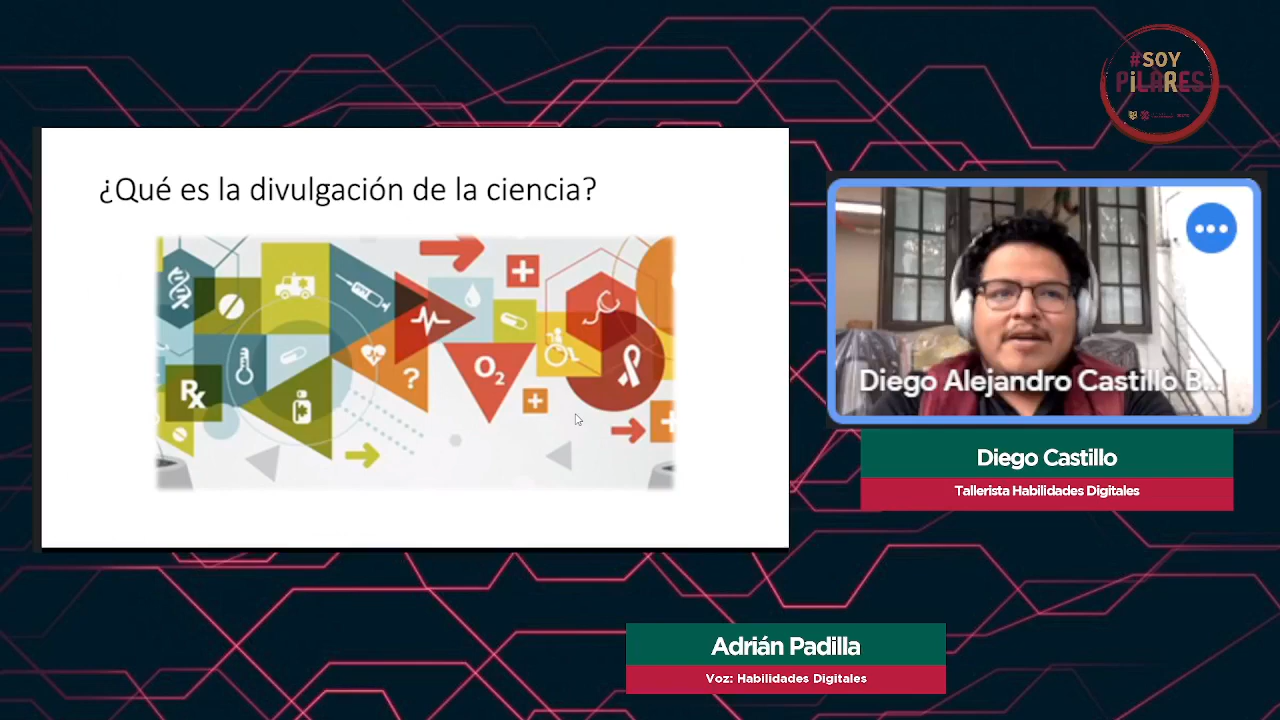 #SOY
PiLARES
¿Qué es la divulgación de la ciencia?
Rx
?
O2
Diego Alejandro Castillo B...
Diego Castillo
Tallerista Habilidades Digitales
Adrián Padilla
Voz: Habilidades Digitales